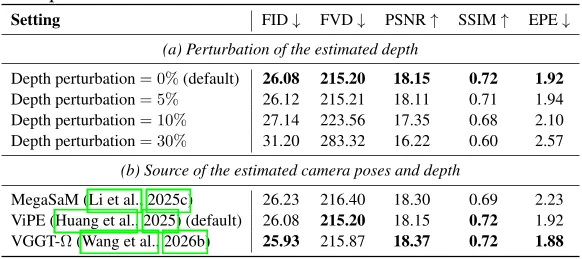 Setting FID ↓ FVD ↓ PSNR ↑ SSIM ↑ EPE ↓
(a) Perturbation of the estimated depth
Depth perturbation = 0% (default) 26.08 215.20 18.15 0.72 1.92
Depth perturbation = 5% 26.12 215.21 18.11 0.71 1.94
Depth perturbation = 10% 27.14 223.56 17.35 0.68 2.10
Depth perturbation = 30% 31.20 283.32 16.22 0.60 2.57
(b) Source of the estimated camera poses and depth
MegaSaM (Li et al., 2025c) 26.23 216.40 18.30 0.69 2.23
ViPE (Huang et al., 2025) (default) 26.08 215.20 18.15 0.72 1.92
VGGT-Ω (Wang et al., 2026b) 25.93 215.87 18.37 0.72 1.88